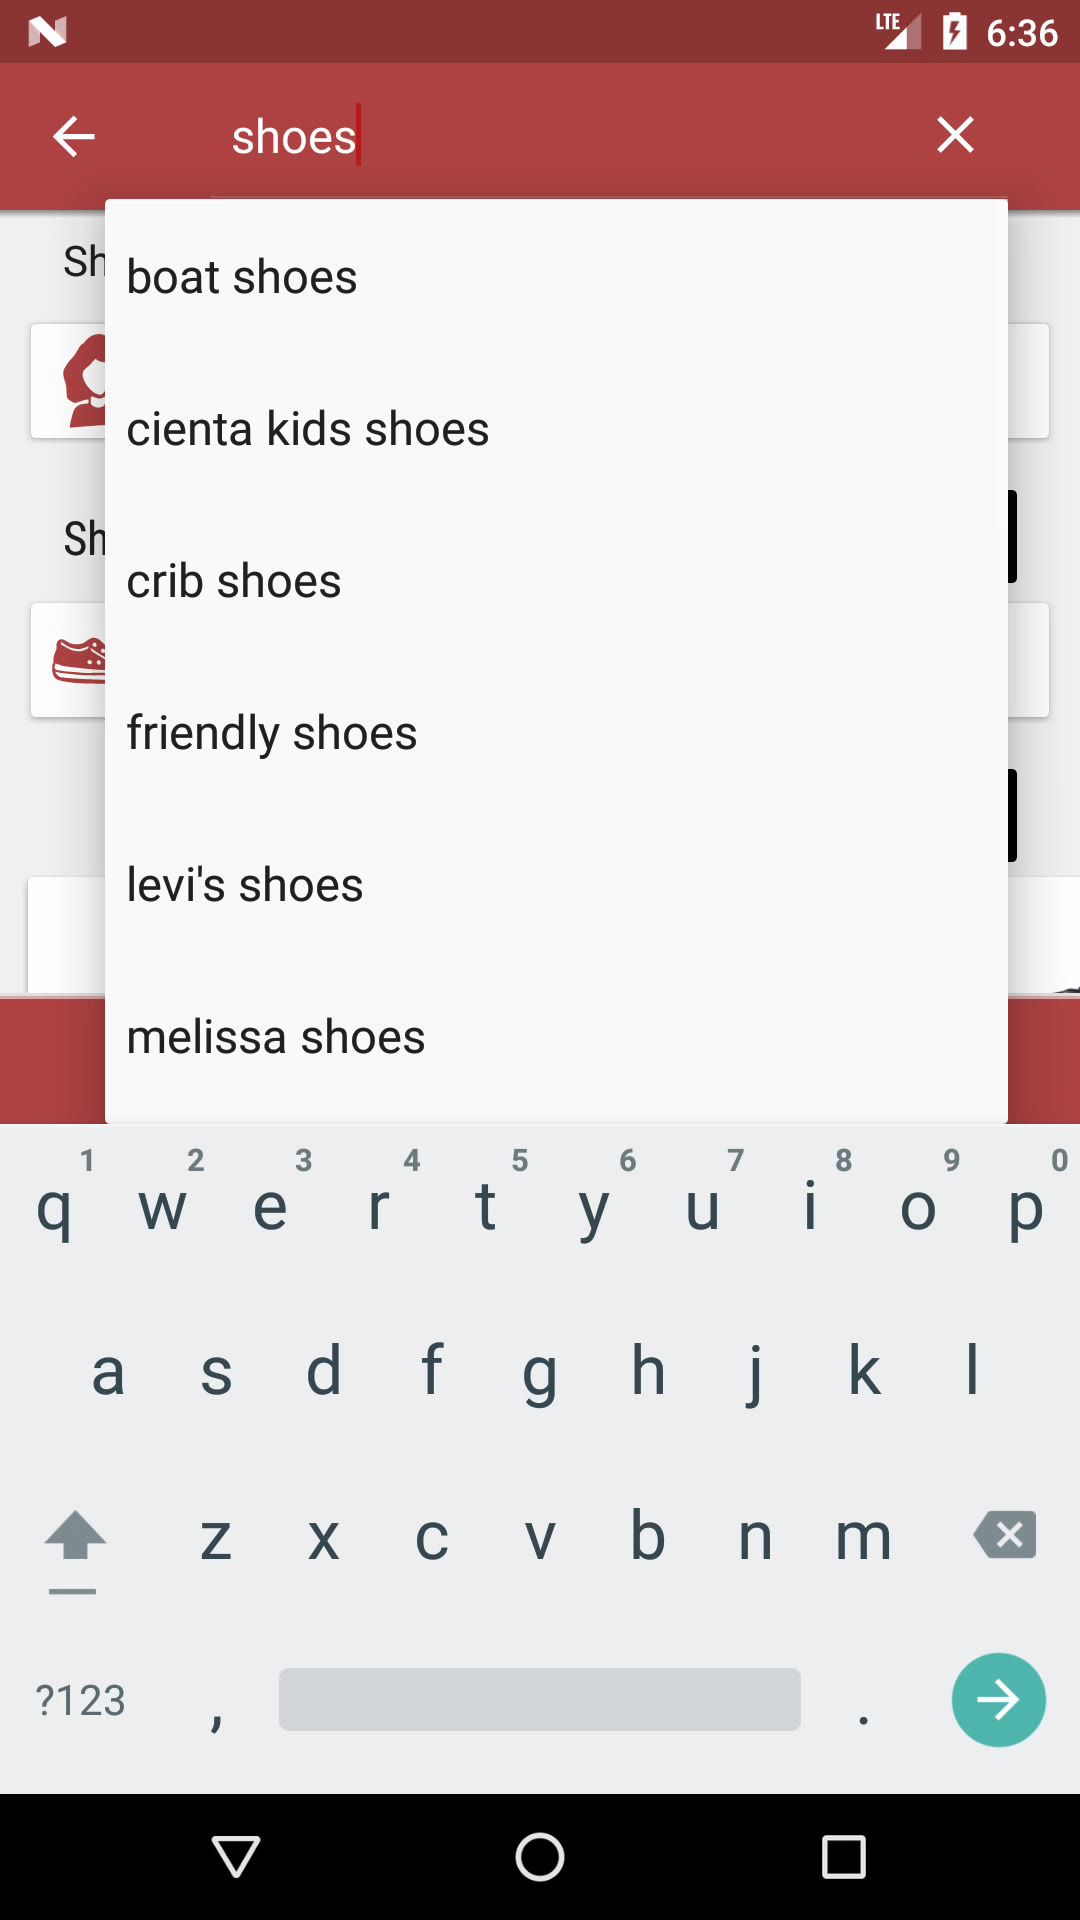 LTE 6:36
shoes
Sh
boat shoes
cienta kids shoes
crib shoes
Sh
friendly shoes
levi's shoes
melissa shoes
1 2 3 4 5 6 7 8 9 0
q w e r t y u i o p
a s d f g h j k l
z x c v b n m
?123 , .